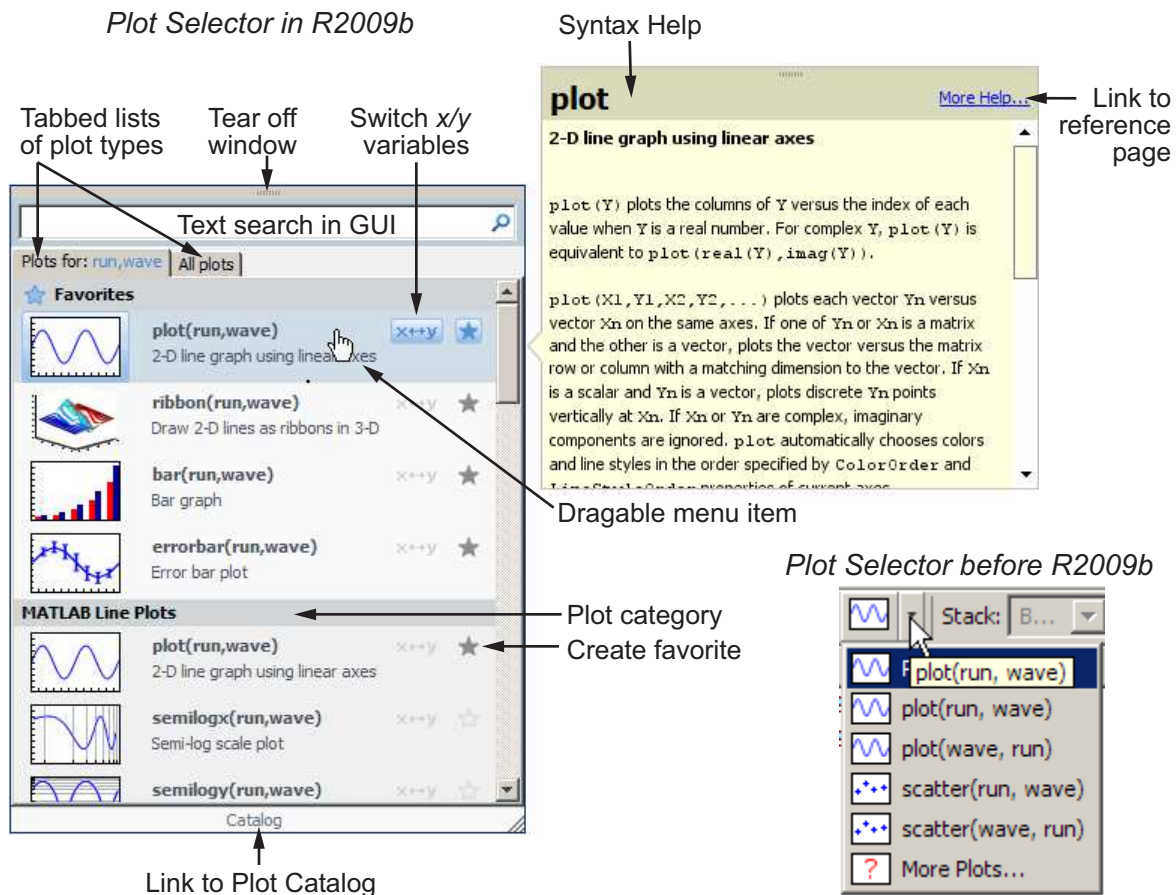 Plot Selector in R2009b
Syntax Help
plot
More Help...
Link to
reference
page
Tabbed lists
of plot types
Tear off
window
Switch x/y
variables
2-D line graph using linear axes
plot(Y) plots the columns of Y versus the index of each
value when Y is a real number. For complex Y, plot(Y) is
equivalent to plot(real(Y),imag(Y)).
plot(X1,Y1,X2,Y2,...) plots each vector Yn versus
vector Xn on the same axes. If one of Yn or Xn is a matrix
and the other is a vector, plots the vector versus the matrix
row or column with a matching dimension to the vector. If Xn
is a scalar and Yn is a vector, plots discrete Yn points
vertically at Xn. If Xn or Yn are complex, imaginary
components are ignored. plot automatically chooses colors
and line styles in the order specified by ColorOrder and
LineStyleOrder properties of current axes
Text search in GUI
Plots for: run,wave
All plots
Favorites
plot(run,wave)
x↔y
2-D line graph using linear axes
ribbon(run,wave)
x↔y
Draw 2-D lines as ribbons in 3-D
bar(run,wave)
x↔y
Bar graph
errorbar(run,wave)
x↔y
Error bar plot
MATLAB Line Plots
plot(run,wave)
x↔y
2-D line graph using linear axes
semilogx(run,wave)
x↔y
Semi-log scale plot
semilogy(run,wave)
x↔y
Catalog
Dragable menu item
Plot category
Create favorite
Link to Plot Catalog
Plot Selector before R2009b
Stack: B...
plot(run, wave)
plot(run, wave)
plot(wave, run)
scatter(run, wave)
scatter(wave, run)
? More Plots...